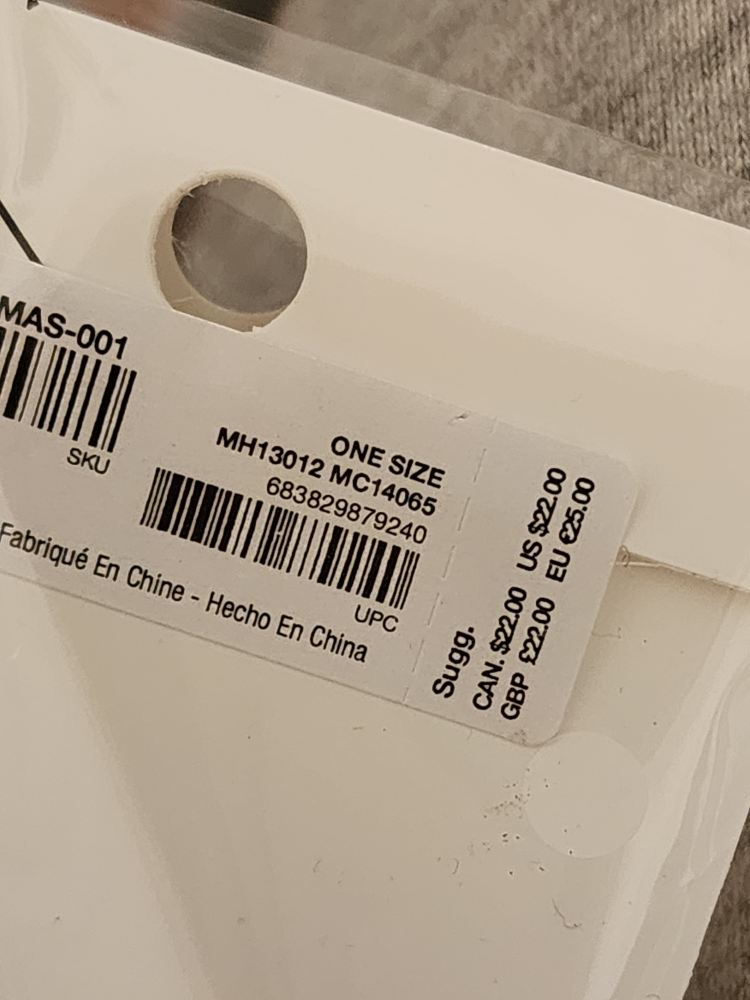 MAS-001
SKU
ONE SIZE
MH13012 MC14065
683829879240
UPC
Fabriqué En Chine - Hecho En China
Sugg.
CAN. $22.00 US $22.00
GBP £22.00 EU €25.00